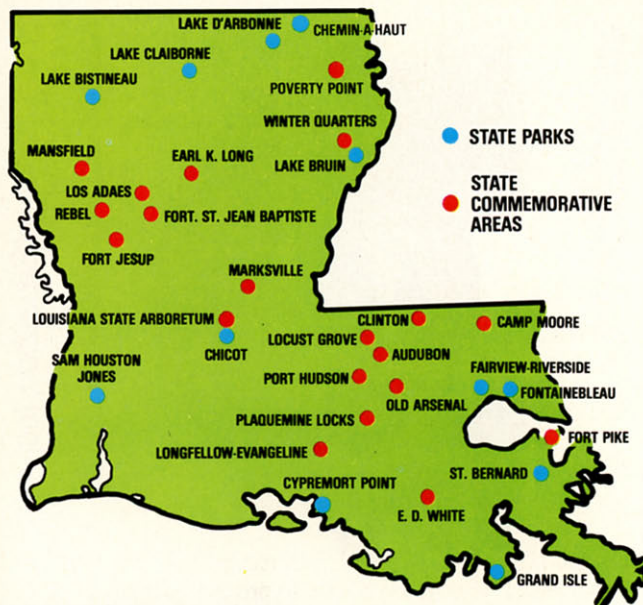 LAKE D'ARBONNE
CHEMIN-A-HAUT
LAKE CLAIBORNE
LAKE BISTINEAU
POVERTY POINT
WINTER QUARTERS
STATE PARKS
MANSFIELD
EARL K. LONG
LAKE BRUIN
LOS ADAES
STATE
COMMEMORATIVE
AREAS
REBEL
FORT. ST. JEAN BAPTISTE
FORT JESUP
MARKSVILLE
LOUISIANA STATE ARBORETUM
CLINTON
CAMP MOORE
LOCUST GROVE
CHICOT
AUDUBON
SAM HOUSTON
JONES
FAIRVIEW-RIVERSIDE
PORT HUDSON
OLD ARSENAL
FONTAINEBLEAU
PLAQUEMINE LOCKS
FORT PIKE
LONGFELLOW-EVANGELINE
ST. BERNARD
CYPREMORT POINT
E. D. WHITE
GRAND ISLE